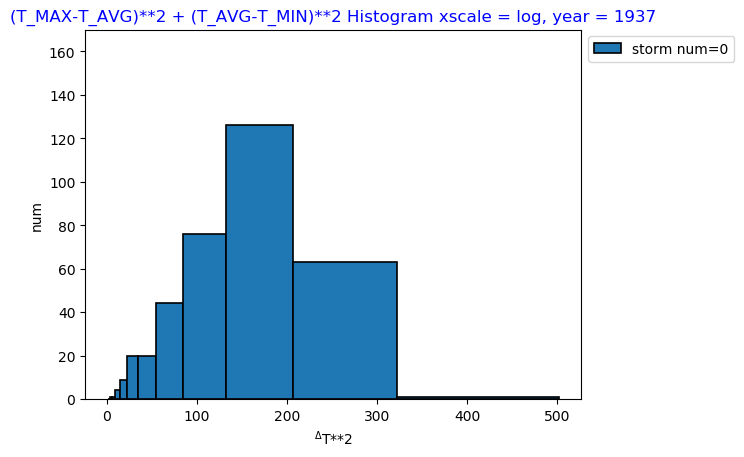 (T_MAX-T_AVG)**2 + (T_AVG-T_MIN)**2 Histogram xscale = log, year = 1937
storm num=0
160
140
120
100
80
60
40
20
0
num
0 100 200 300 400 500
ΔT**2